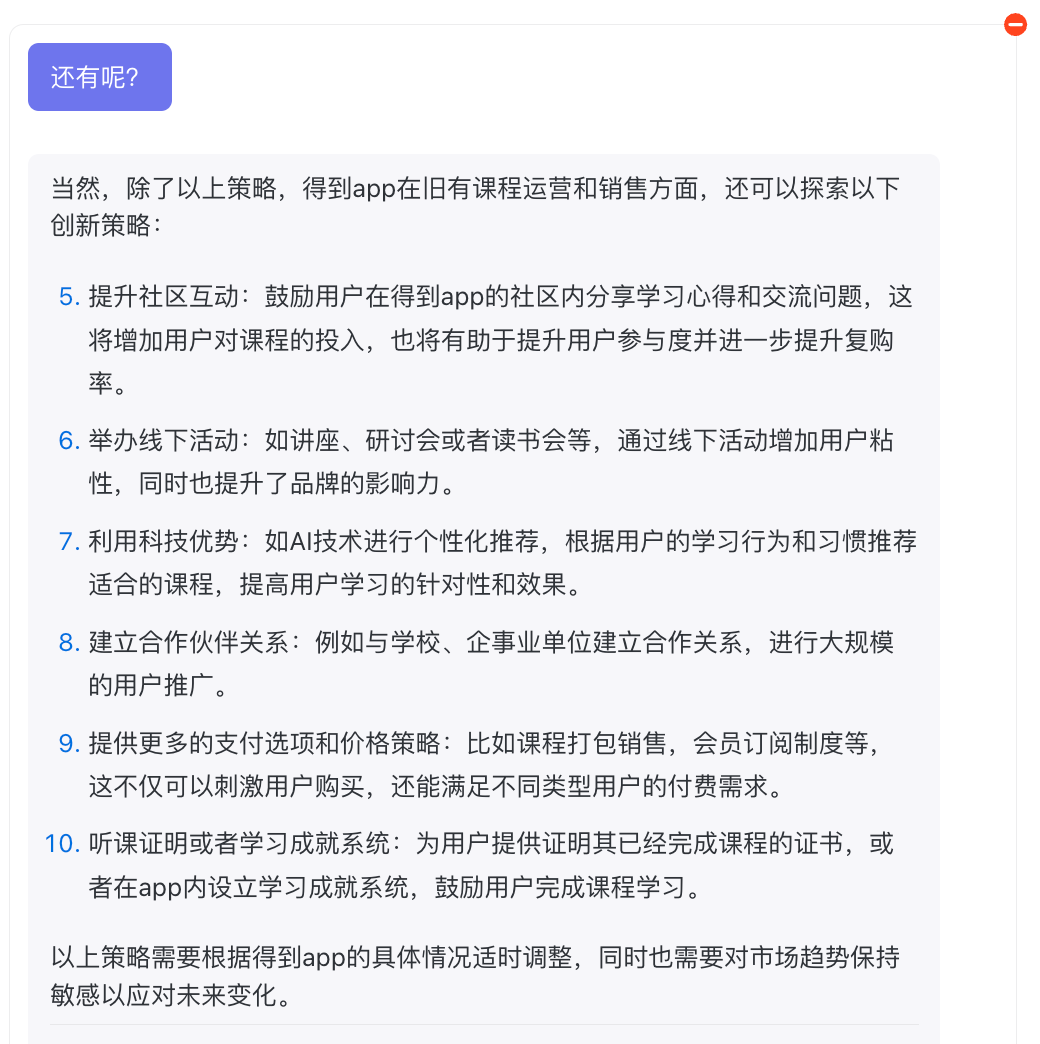 还有呢？
当然，除了以上策略，得到app在旧有课程运营和销售方面，还可以探索以下
创新策略：
5. 提升社区互动：鼓励用户在得到app的社区内分享学习心得和交流问题，这
将增加用户对课程的投入，也将有助于提升用户参与度并进一步提升复购
率。
6. 举办线下活动：如讲座、研讨会或者读书会等，通过线下活动增加用户粘
性，同时也提升了品牌的影响力。
7. 利用科技优势：如AI技术进行个性化推荐，根据用户的学习行为和习惯推荐
适合的课程，提高用户学习的针对性和效果。
8. 建立合作伙伴关系：例如与学校、企事业单位建立合作关系，进行大规模
的用户推广。
9. 提供更多的支付选项和价格策略：比如课程打包销售，会员订阅制度等，
这不仅可以刺激用户购买，还能满足不同类型用户的付费需求。
10. 听课证明或者学习成就系统：为用户提供证明其已经完成课程的证书，或
者在app内设立学习成就系统，鼓励用户完成课程学习。
以上策略需要根据得到app的具体情况适时调整，同时也需要对市场趋势保持
敏感以应对未来变化。